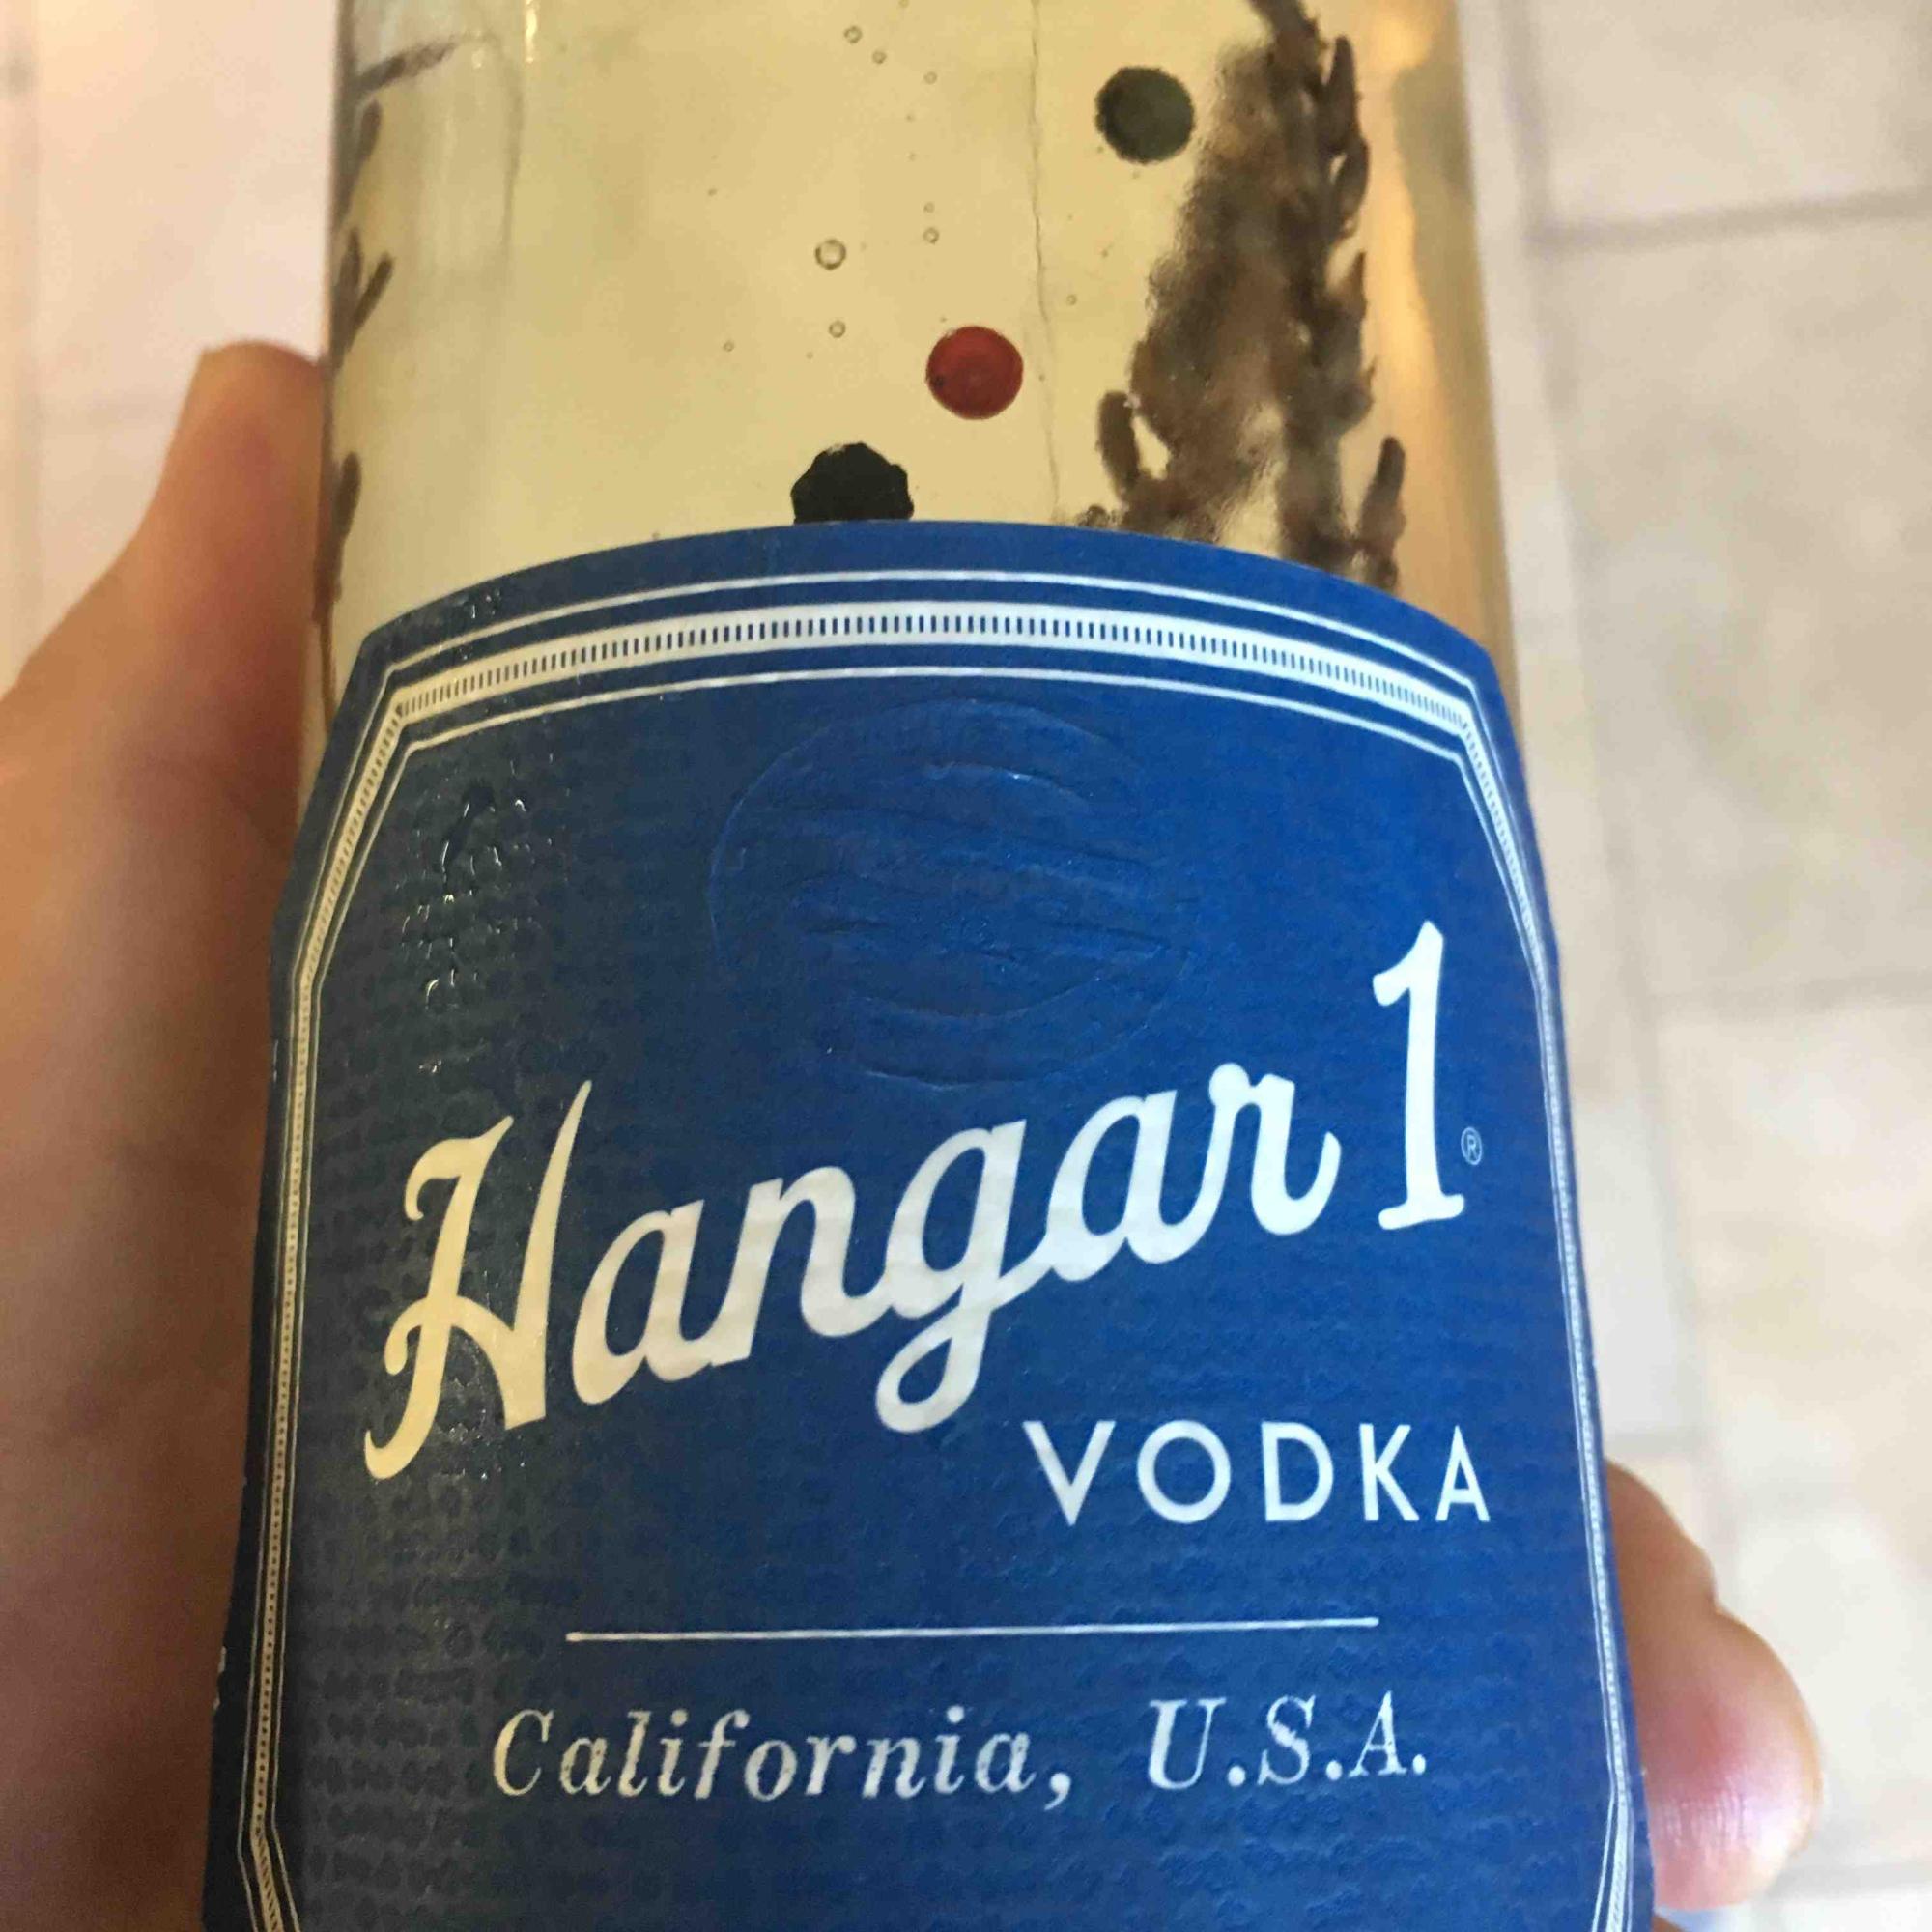 Hangar 1®
VODKA
California, U.S.A.